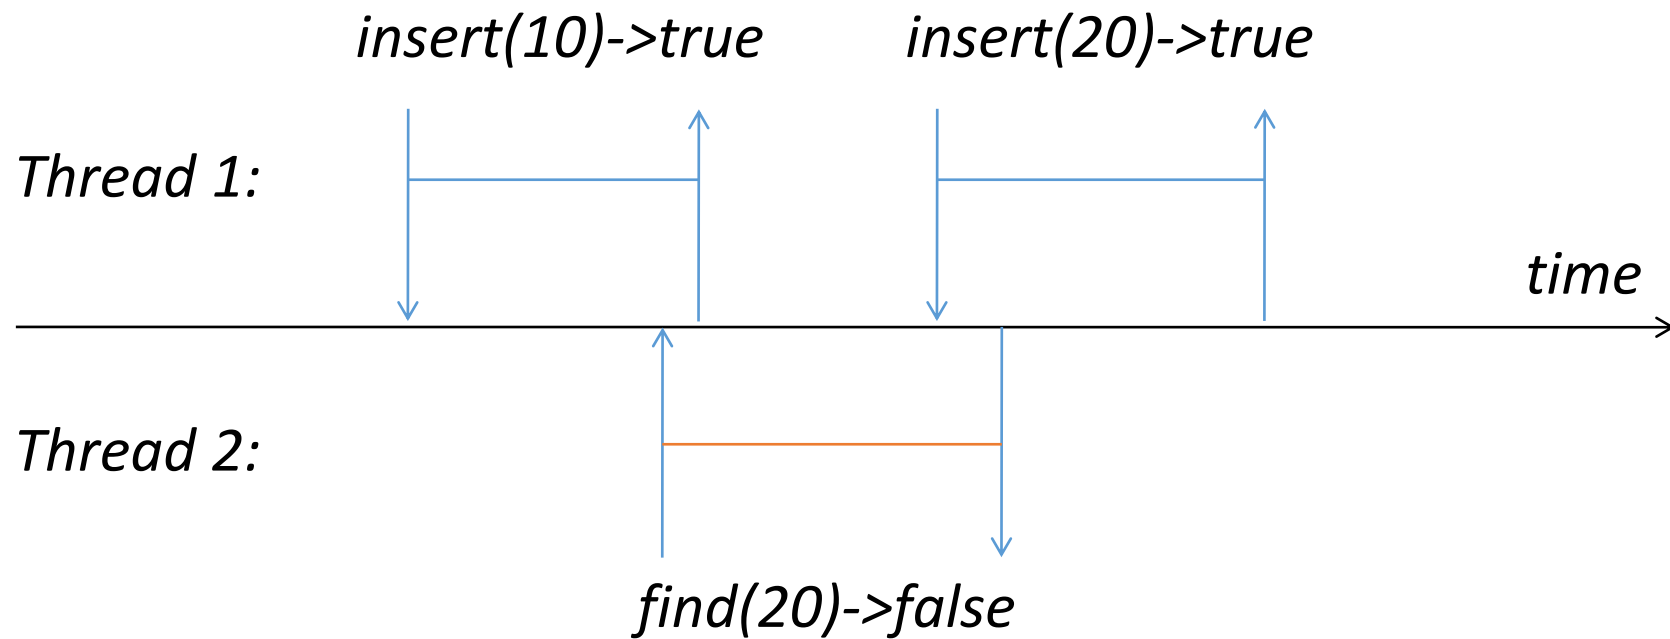 insert(10)->true insert(20)->true
Thread 1:
time
Thread 2:
find(20)->false